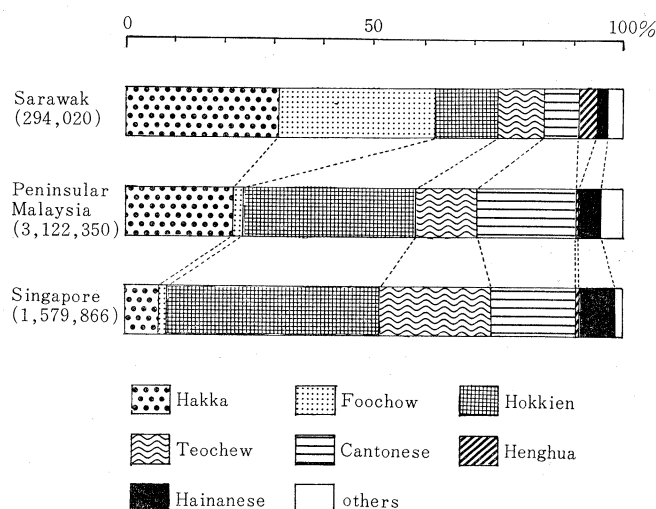 0 50 100%
Sarawak
(294,020)
Peninsular
Malaysia
(3,122,350)
Singapore
(1,579,866)
Hakka Foochow Hokkien
Teochew Cantonese Henghua
Hainanese others